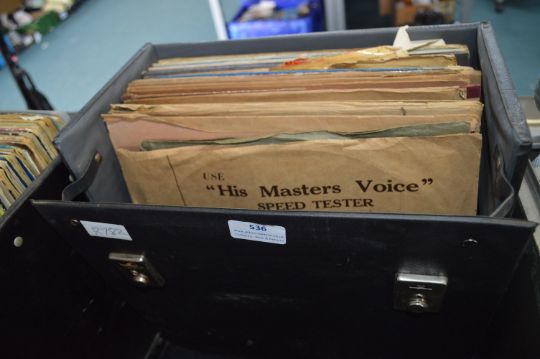 USE
"His Masters Voice"
SPEED TESTER
536